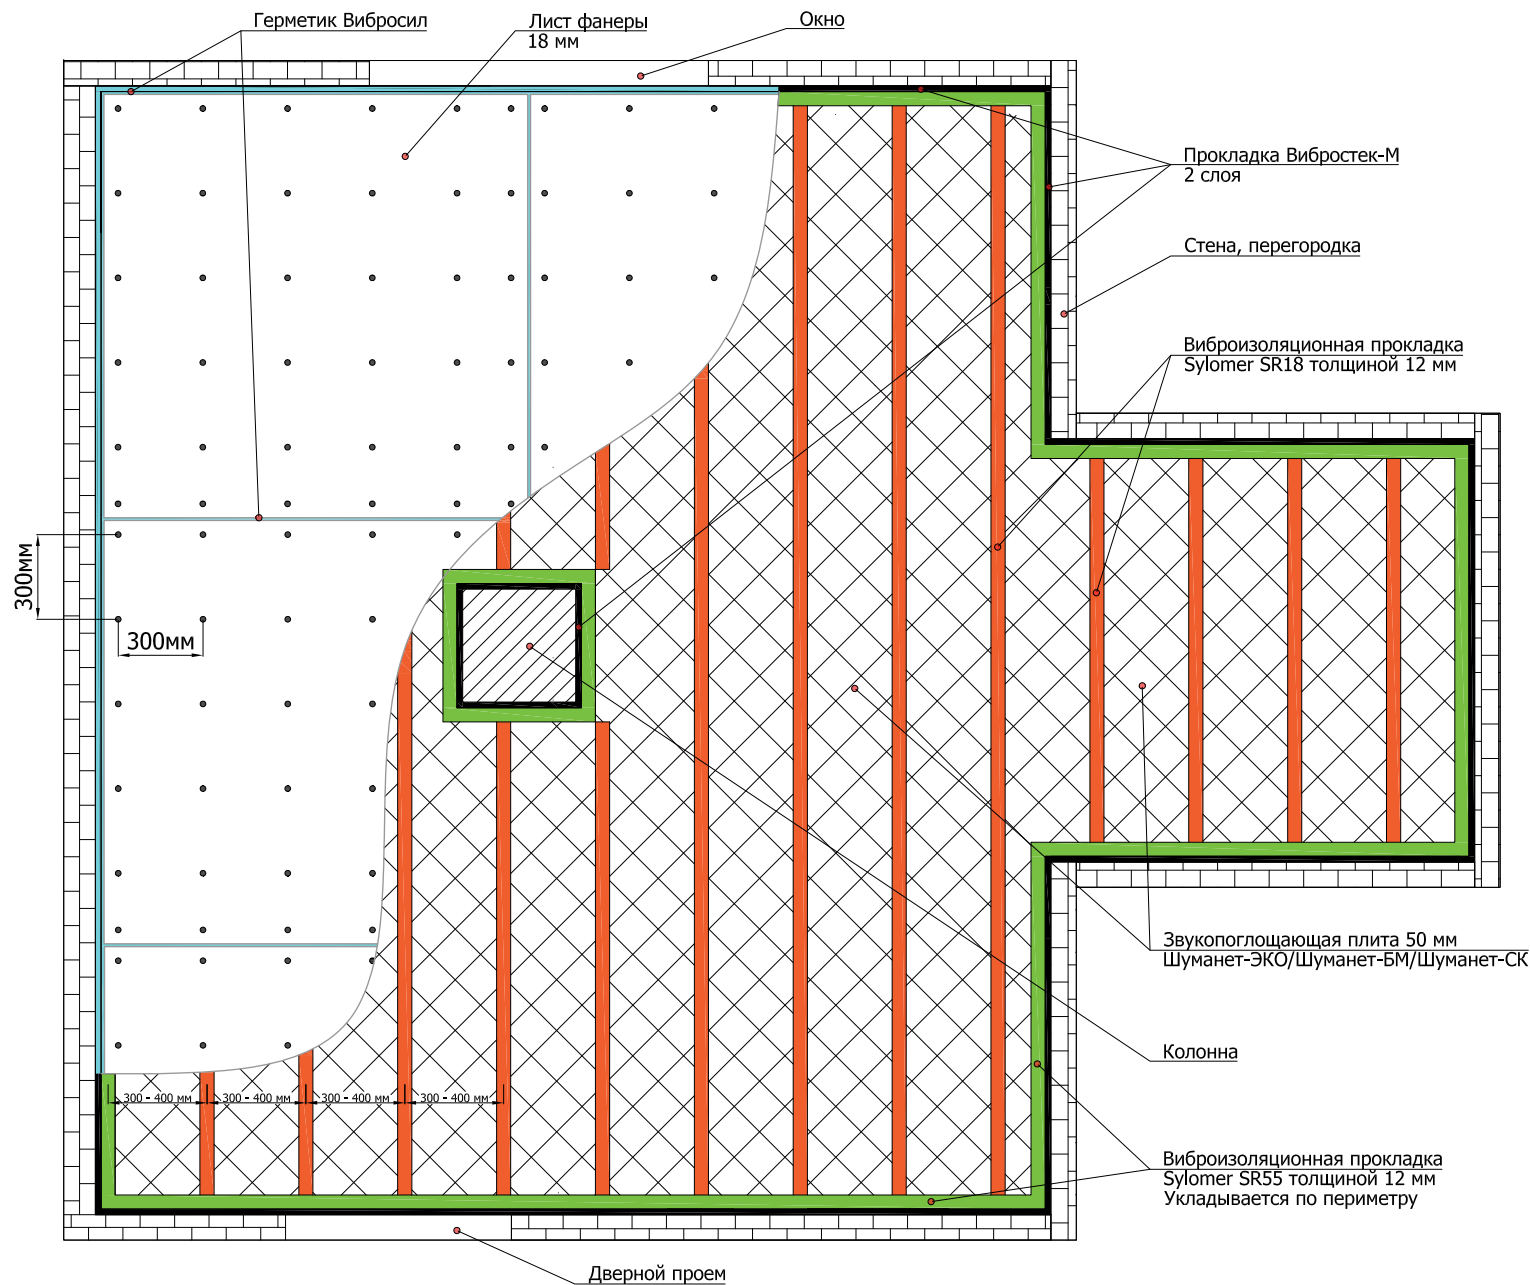 Герметик Вибросил
Лист фанеры
18 мм
Окно
Прокладка Вибростек-М
2 слоя
Стена, перегородка
Виброизоляционная прокладка
Sylomer SR18 толщиной 12 мм
300мм
300мм
Звукопоглощающая плита 50 мм
Шуманет-ЭКО/Шуманет-БМ/Шуманет-СК
Колонна
300 - 400 мм
300 - 400 мм
300 - 400 мм
300 - 400 мм
Виброизоляционная прокладка
Sylomer SR55 толщиной 12 мм
Укладывается по периметру
Дверной проем